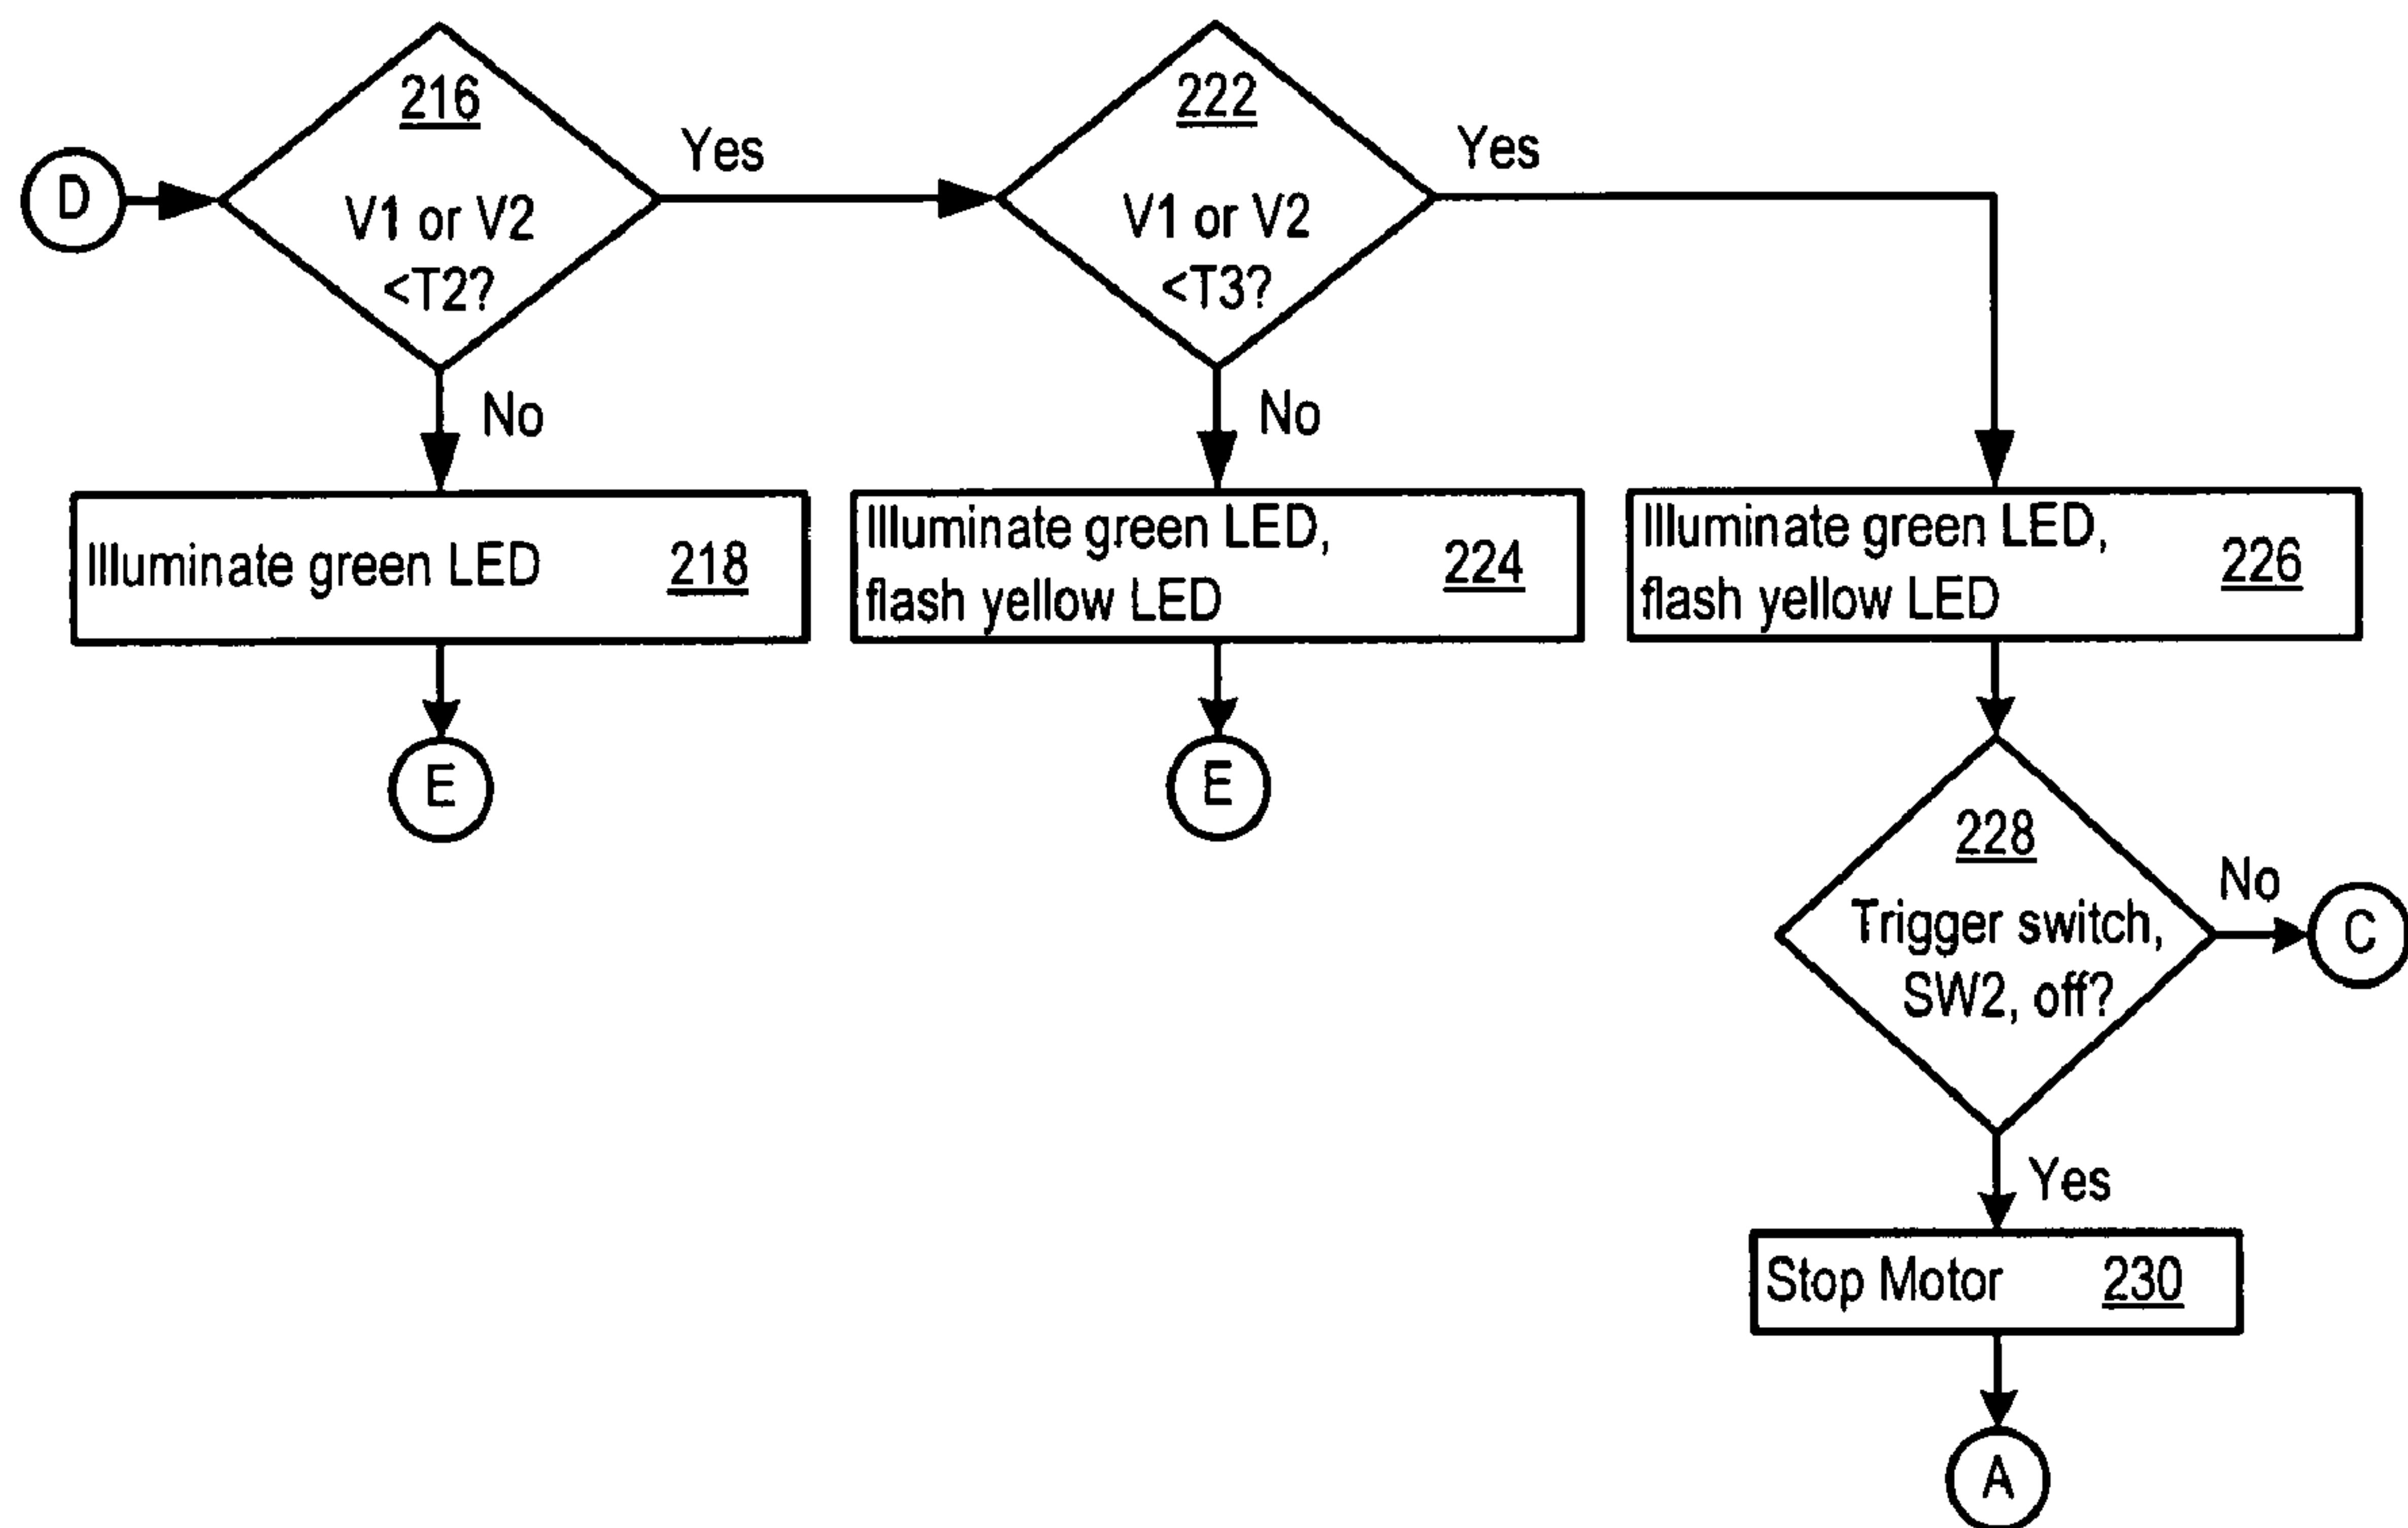 216
V1 or V2
<T2?
Yes
222
V1 or V2
<T3?
Yes
D
No
No
Illuminate green LED 218
Illuminate green LED,
flash yellow LED 224
Illuminate green LED,
flash yellow LED 226
E
E
228
Trigger switch,
SW2, off?
No
C
Yes
Stop Motor 230
A